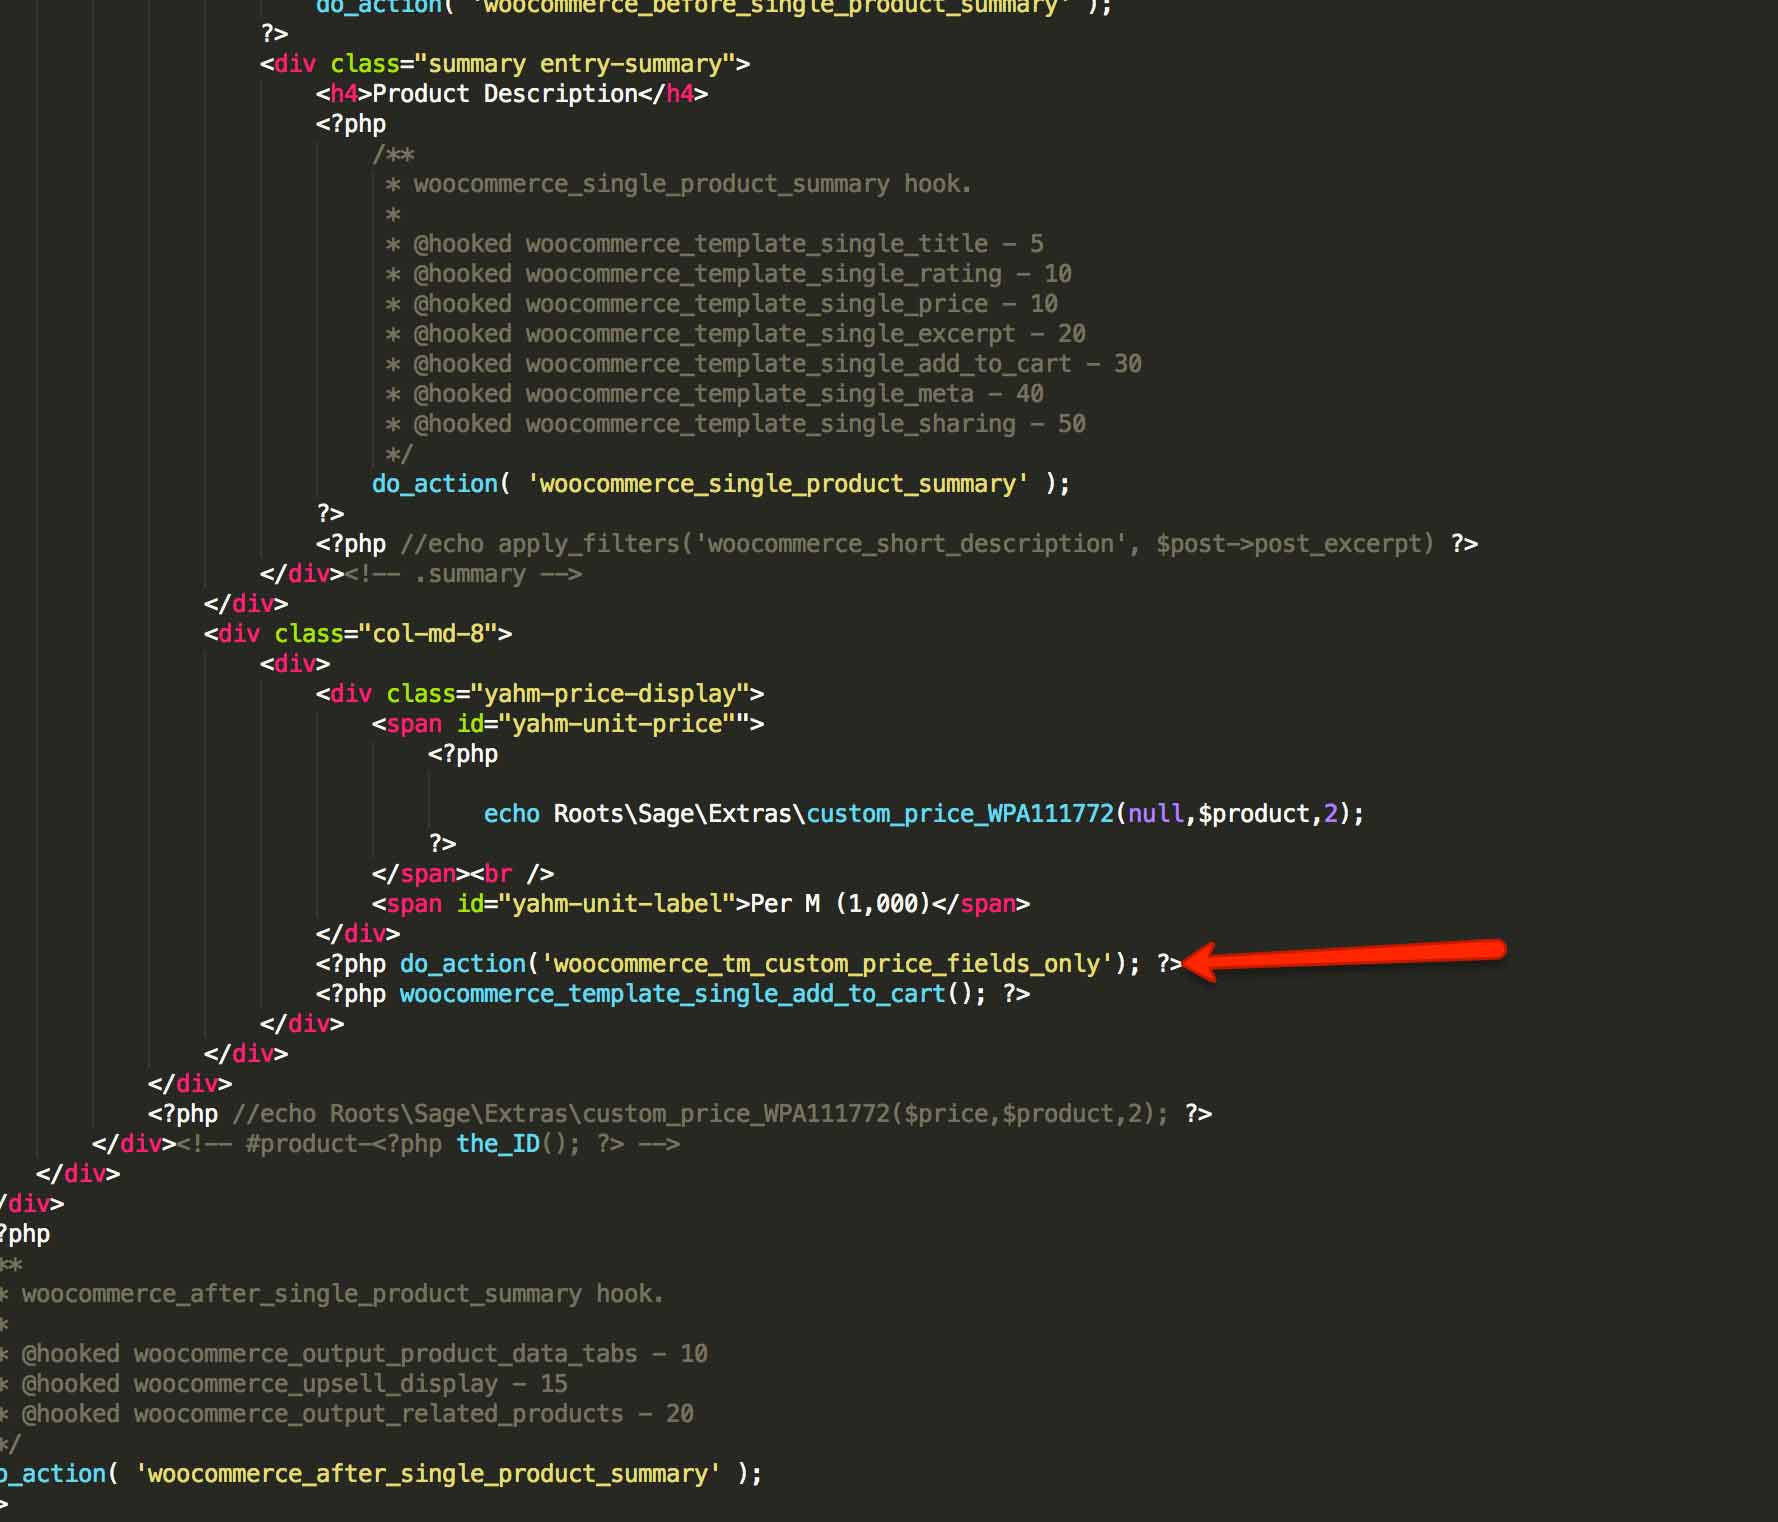 do_action( 'woocommerce_before_single_product_summary' );
?>
<div class="summary entry-summary">
<h4>Product Description</h4>
<?php
/**
* woocommerce_single_product_summary hook.
*
* @hooked woocommerce_template_single_title - 5
* @hooked woocommerce_template_single_rating - 10
* @hooked woocommerce_template_single_price - 10
* @hooked woocommerce_template_single_excerpt - 20
* @hooked woocommerce_template_single_add_to_cart - 30
* @hooked woocommerce_template_single_meta - 40
* @hooked woocommerce_template_single_sharing - 50
*/
do_action( 'woocommerce_single_product_summary' );
?>
<?php //echo apply_filters('woocommerce_short_description', $post->post_excerpt) ?>
</div><!-- .summary -->
</div>
<div class="col-md-8">
<div>
<div class="yahm-price-display">
<span id="yahm-unit-price"">
<?php
echo Roots\Sage\Extras\custom_price_WPA111772(null,$product,2);
?>
</span><br />
<span id="yahm-unit-label">Per M (1,000)</span>
</div>
<?php do_action('woocommerce_tm_custom_price_fields_only'); ?>
<?php woocommerce_template_single_add_to_cart(); ?>
</div>
</div>
</div>
<?php //echo Roots\Sage\Extras\custom_price_WPA111772($price,$product,2); ?>
</div><!-- #product-<?php the_ID(); ?> -->
</div>
/div>
?php
**
* woocommerce_after_single_product_summary hook.
*
* @hooked woocommerce_output_product_data_tabs - 10
* @hooked woocommerce_upsell_display - 15
* @hooked woocommerce_output_related_products - 20
*/
o_action( 'woocommerce_after_single_product_summary' );
>